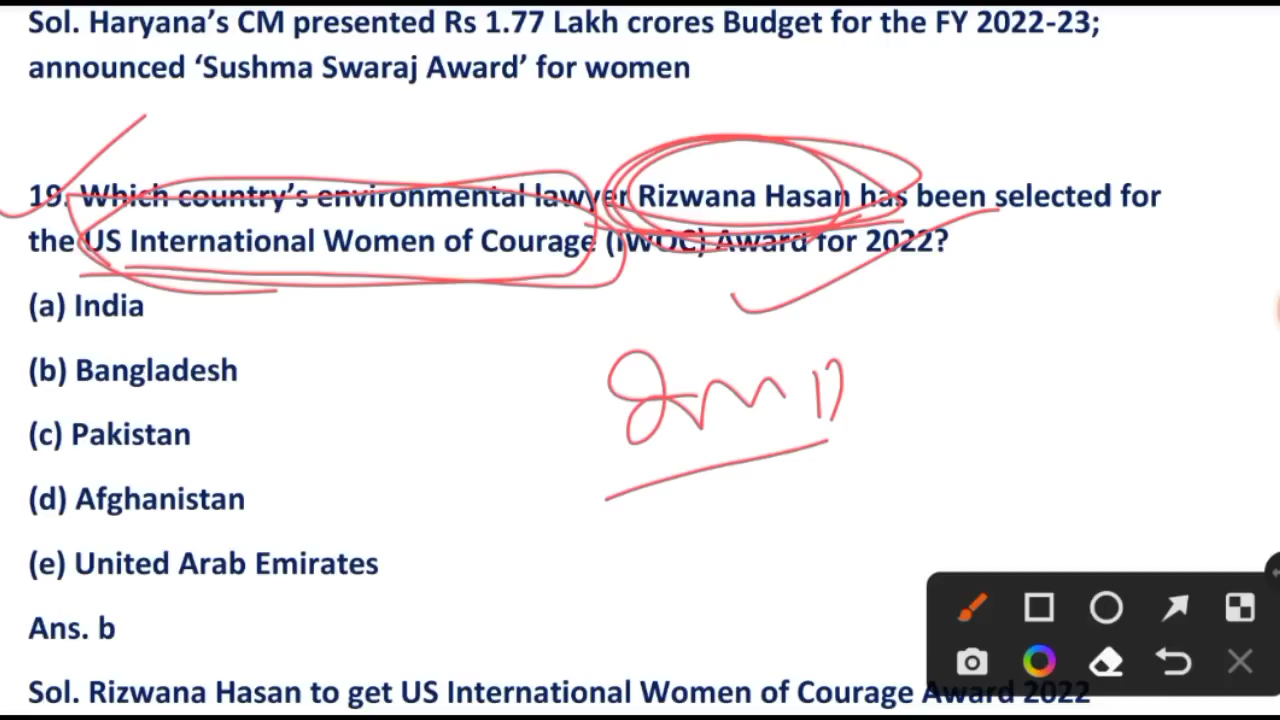 Sol. Haryana’s CM presented Rs 1.77 Lakh crores Budget for the FY 2022-23;
announced ‘Sushma Swaraj Award’ for women
19. Which country’s environmental lawyer Rizwana Hasan has been selected for
the US International Women of Courage (IWOC) Award for 2022?
(a) India
(b) Bangladesh
(c) Pakistan
(d) Afghanistan
(e) United Arab Emirates
Ans. b
Sol. Rizwana Hasan to get US International Women of Courage Award 2022